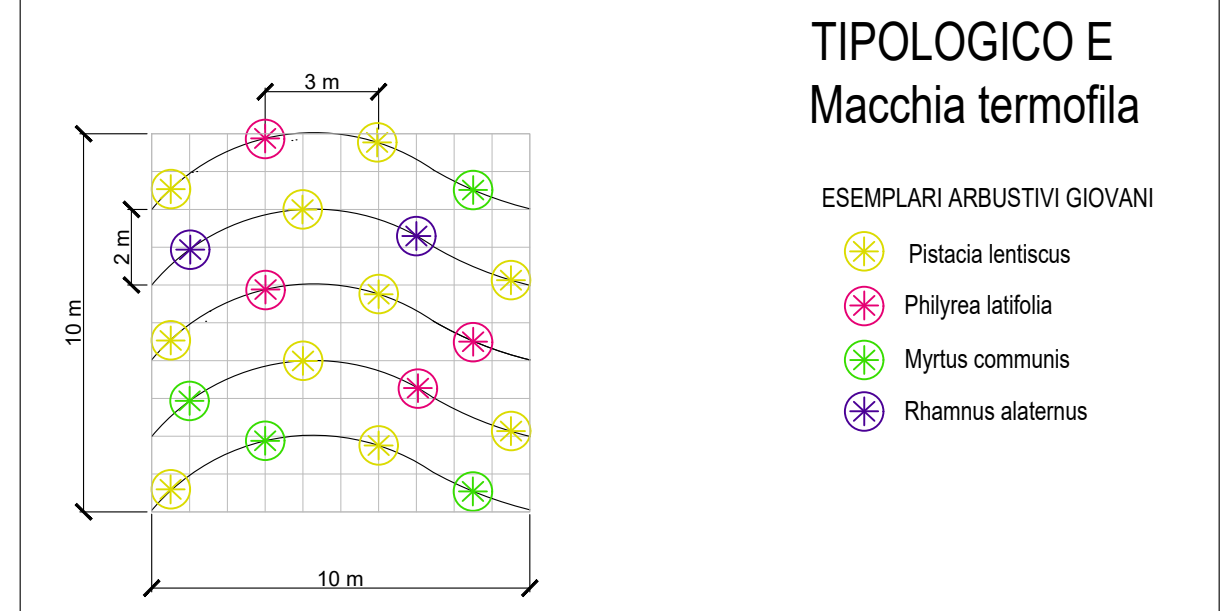 3 m
2 m
10 m
10 m
TIPOLOGICO E
Macchia termofila
ESEMPLARI ARBUSTIVI GIOVANI
Pistacia lentiscus
Philyrea latifolia
Myrtus communis
Rhamnus alaternus